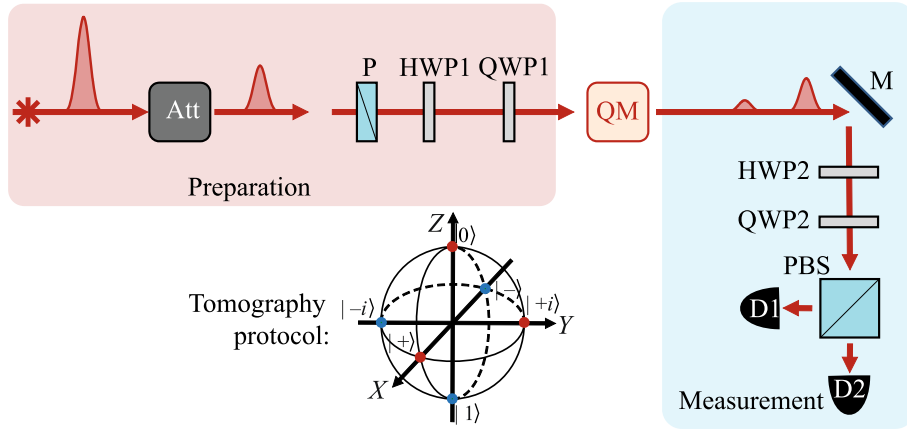 P HWP1 QWP1
M
Att
QM
Preparation
HWP2
QWP2
PBS
D1
D2
Measurement
Tomography
protocol:
Z
|0⟩
|−i⟩
|−⟩
|+i⟩
Y
|+⟩
X
|1⟩